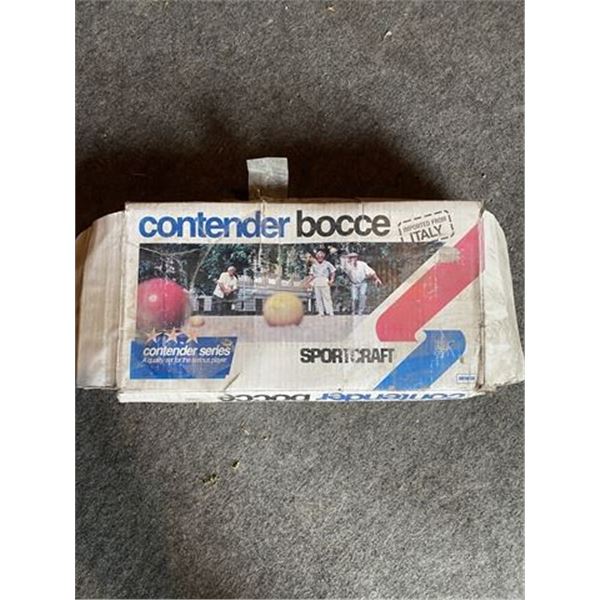 contender bocce
IMPORTED FROM
ITALY
contender series
A quality set for the serious player
SPORTCRAFT
contender bocce